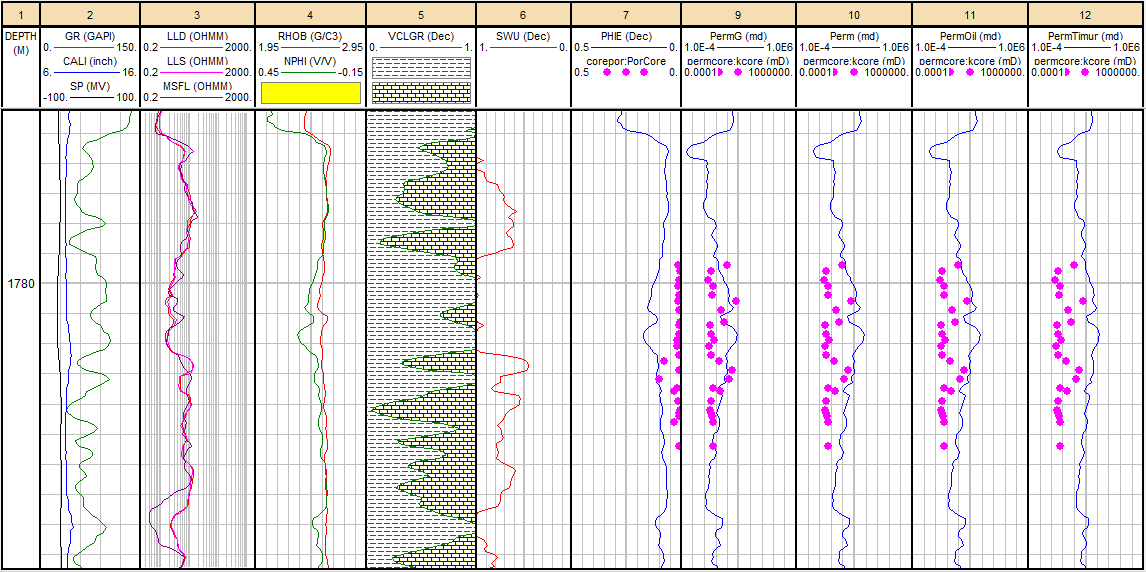 1 2 3 4 5 6 7 9 10 11 12
DEPTH (M)
GR (GAPI)
0. 150.
CALI (inch)
6. 16.
SP (MV)
-100. 100.
LLD (OHMM)
0.2 2000.
LLS (OHMM)
0.2 2000.
MSFL (OHMM)
0.2 2000.
RHOB (G/C3)
1.95 2.95
NPHI (V/V)
0.45 -0.15
VCLGR (Dec)
0. 1.
SWU (Dec)
1. 0.
PHIE (Dec)
0.5 0.
corepor:PorCore
0.5 0.
PermG (md)
1.0E-4 1.0E6
permcore:kcore (mD)
0.0001 1000000.
Perm (md)
1.0E-4 1.0E6
permcore:kcore (mD)
0.0001 1000000.
PermOil (md)
1.0E-4 1.0E6
permcore:kcore (mD)
0.0001 1000000.
PermTimur (md)
1.0E-4 1.0E6
permcore:kcore (mD)
0.0001 1000000.
1780